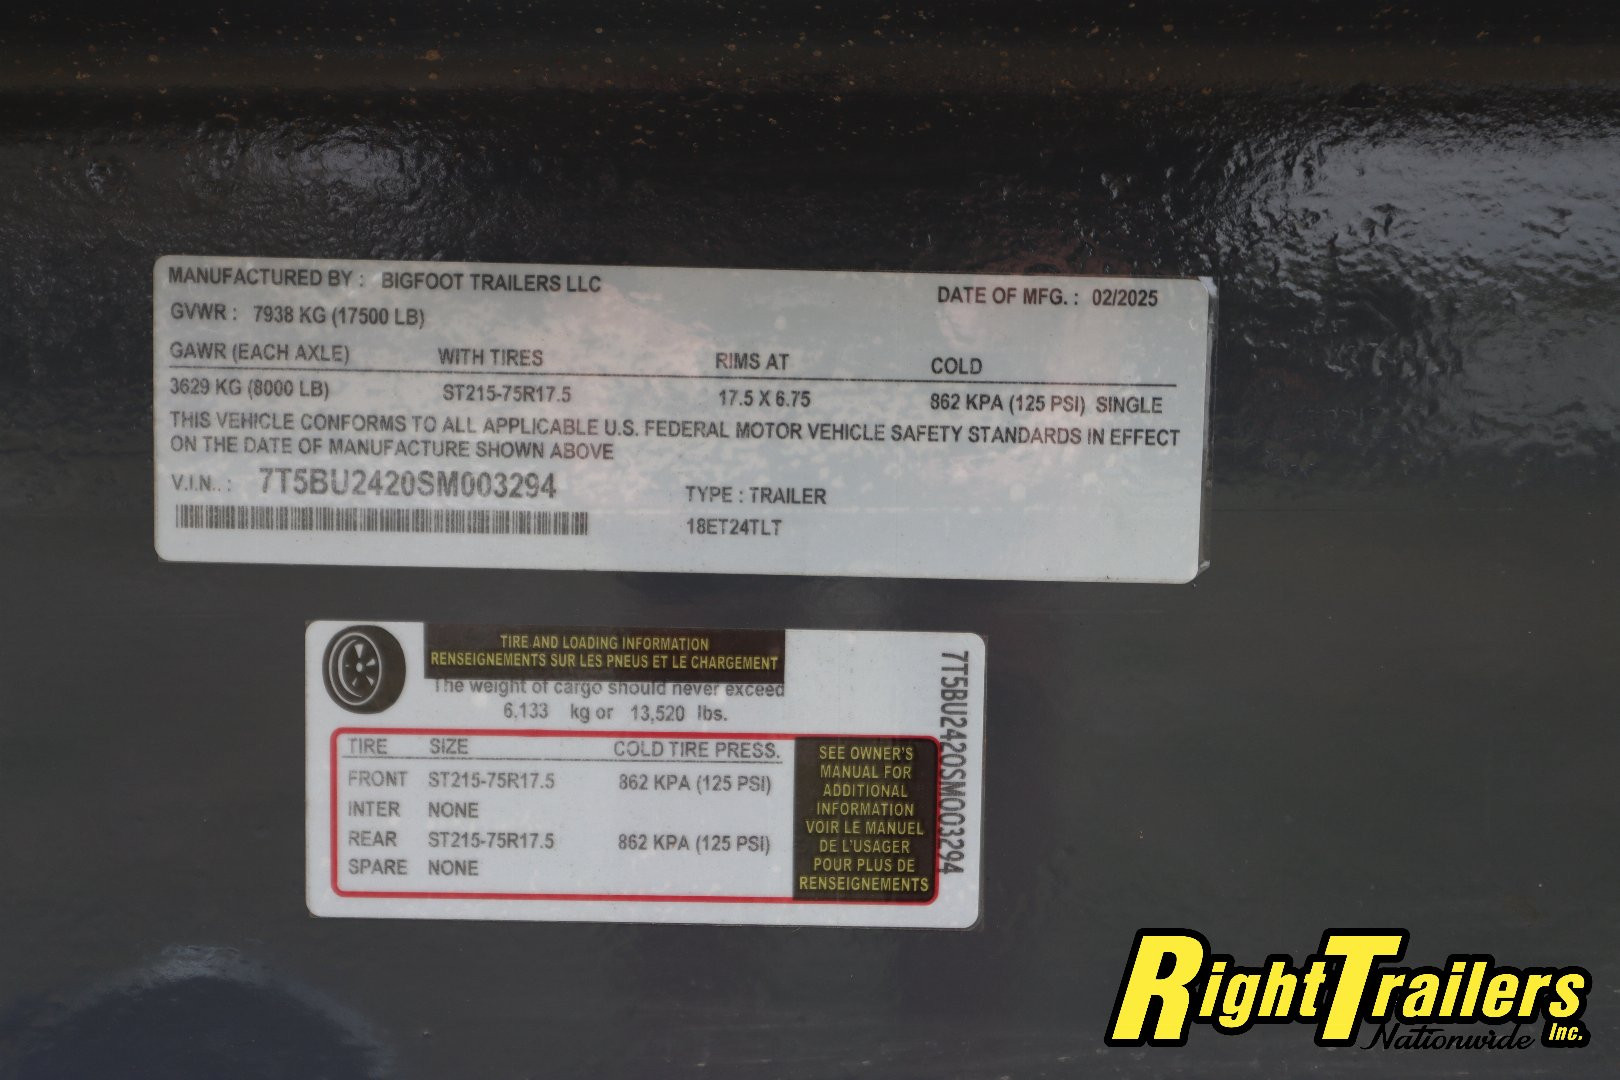 MANUFACTURED BY : BIGFOOT TRAILERS LLC
DATE OF MFG. : 02/2025
GVWR : 7938 KG (17500 LB)
GAWR (EACH AXLE) WITH TIRES RIMS AT COLD
3629 KG (8000 LB) ST215-75R17.5 17.5 X 6.75 862 KPA (125 PSI) SINGLE
THIS VEHICLE CONFORMS TO ALL APPLICABLE U.S. FEDERAL MOTOR VEHICLE SAFETY STANDARDS IN EFFECT
ON THE DATE OF MANUFACTURE SHOWN ABOVE
V.I.N.. : 7T5BU2420SM003294
TYPE : TRAILER
18ET24TLT
TIRE AND LOADING INFORMATION
RENSEIGNEMENTS SUR LES PNEUS ET LE CHARGEMENT
The weight of cargo should never exceed
6,133 kg or 13,520 lbs.
TIRE SIZE COLD TIRE PRESS.
FRONT ST215-75R17.5 862 KPA (125 PSI)
INTER NONE
REAR ST215-75R17.5 862 KPA (125 PSI)
SPARE NONE
SEE OWNER'S
MANUAL FOR
ADDITIONAL
INFORMATION
VOIR LE MANUEL
DE L'USAGER
POUR PLUS DE
RENSEIGNEMENTS
7T5BU2420SM003294
RightTrailers
Nationwide Inc.